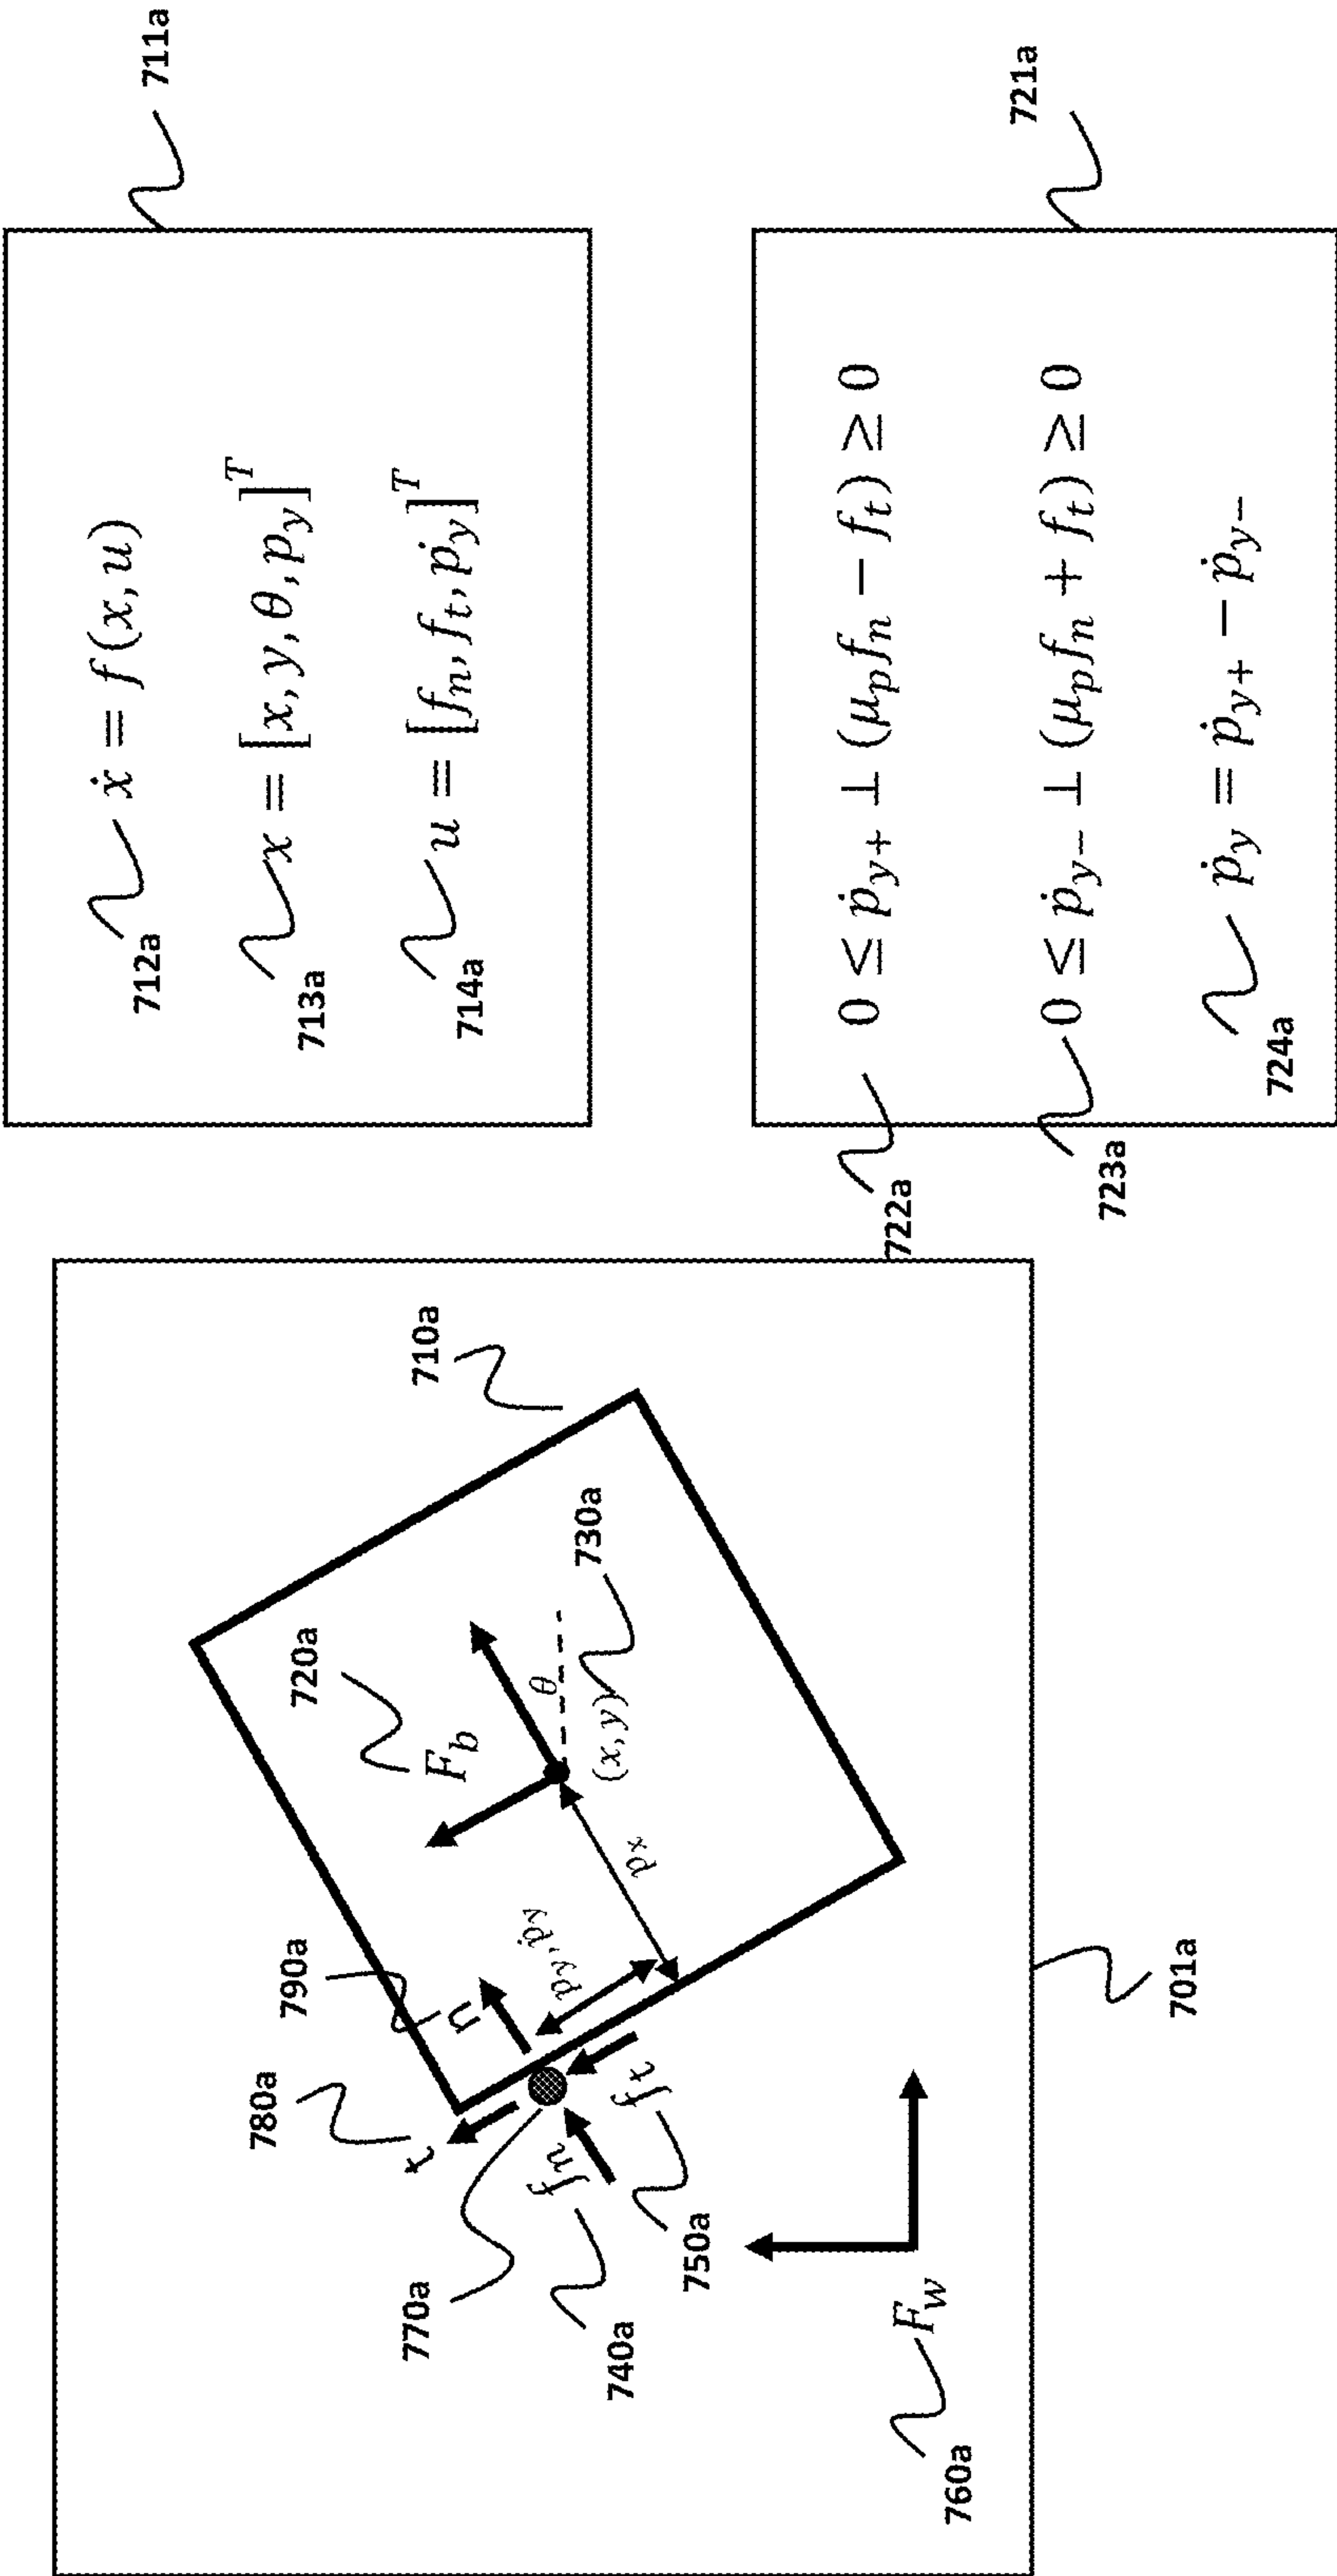 701a
710a
720a
F_b
730a
θ
(x, y)
p_x
p_y, ṗ_y
790a
n
780a
t
770a
f_n
740a
f_t
750a
F_w
760a
711a
712a ẋ = f(x, u)
713a x = [x, y, θ, p_y]^T
714a u = [f_n, f_t, ṗ_y]^T
721a
722a 0 ≤ ṗ_{y+} ⊥ (μ_p f_n − f_t) ≥ 0
723a 0 ≤ ṗ_{y−} ⊥ (μ_p f_n + f_t) ≥ 0
724a ṗ_y = ṗ_{y+} − ṗ_{y−}